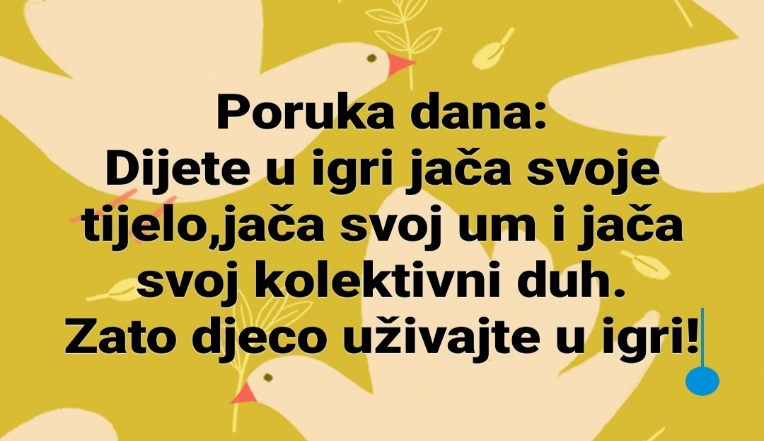 Poruka dana:
Dijete u igri jača svoje
tijelo,jača svoj um i jača
svoj kolektivni duh.
Zato djeco uživajte u igri!